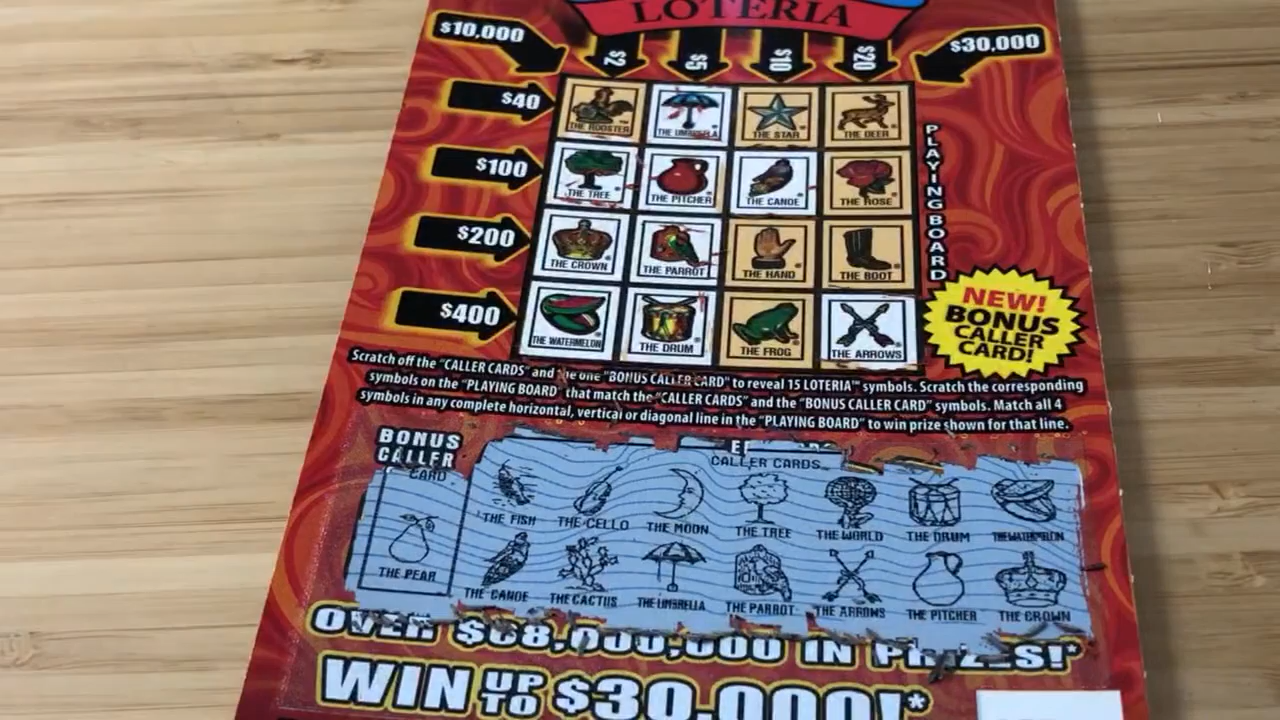 LOTERIA
$10,000
$30,000
$2 $5 $10 $20
$40
THE ROOSTER THE UMBRELLA THE STAR THE DEER
$100
THE TREE THE PITCHER THE CANOE THE ROSE
$200
THE CROWN THE PARROT THE HAND THE BOOT
$400
THE WATERMELON THE DRUM THE FROG THE ARROWS
PLAYING BOARD
NEW!
BONUS
CALLER
CARD!
Scratch off the "CALLER CARDS" and the one "BONUS CALLER CARD" to reveal 15 LOTERIA™ symbols. Scratch the corresponding
symbols on the "PLAYING BOARD" that match the "CALLER CARDS" and the "BONUS CALLER CARD" symbols. Match all 4
symbols in any complete horizontal, vertical or diagonal line in the "PLAYING BOARD" to win prize shown for that line.
BONUS
CALLER
CARD
THE PEAR
CALLER CARDS
THE FISH THE CELLO THE MOON THE TREE THE WORLD THE DRUM THE WATERMELON
THE CANOE THE CACTUS THE UMBRELLA THE PARROT THE ARROWS THE PITCHER THE CROWN
OVER $68,000,000 IN PRIZES!*
WIN UP TO $30,000!*